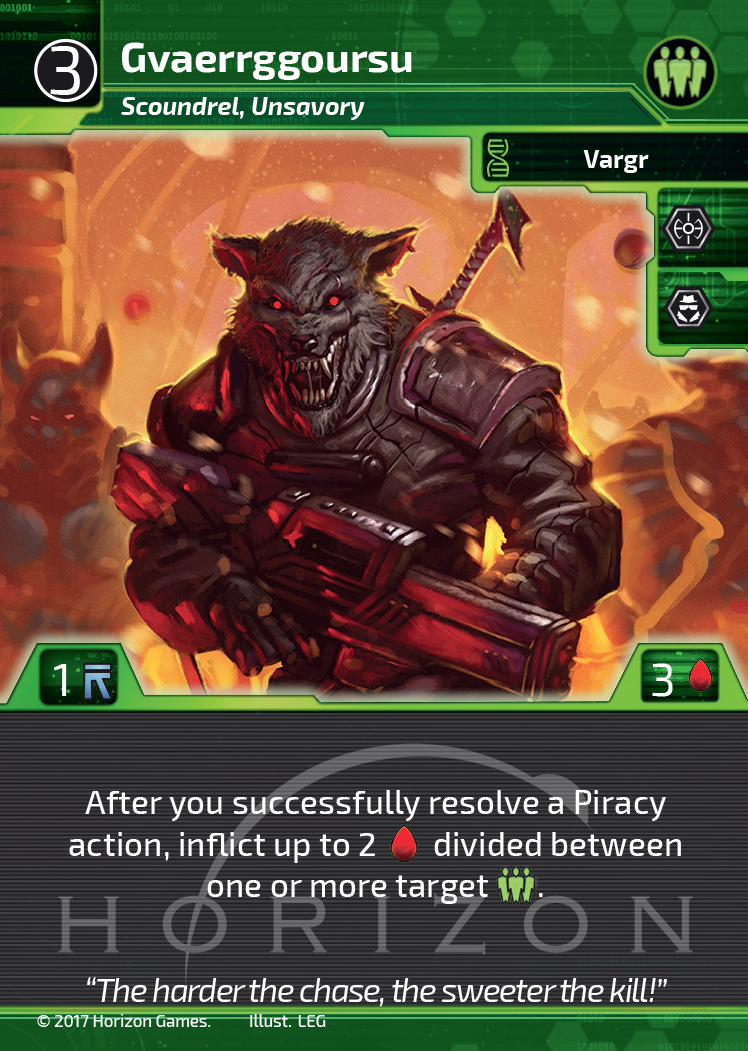 3
Gvaerrggoursu
Scoundrel, Unsavory
Vargr
1
3
After you successfully resolve a Piracy
action, inflict up to 2 divided between
one or more target .
HORIZON
“The harder the chase, the sweeter the kill!”
© 2017 Horizon Games. Illust. LEG